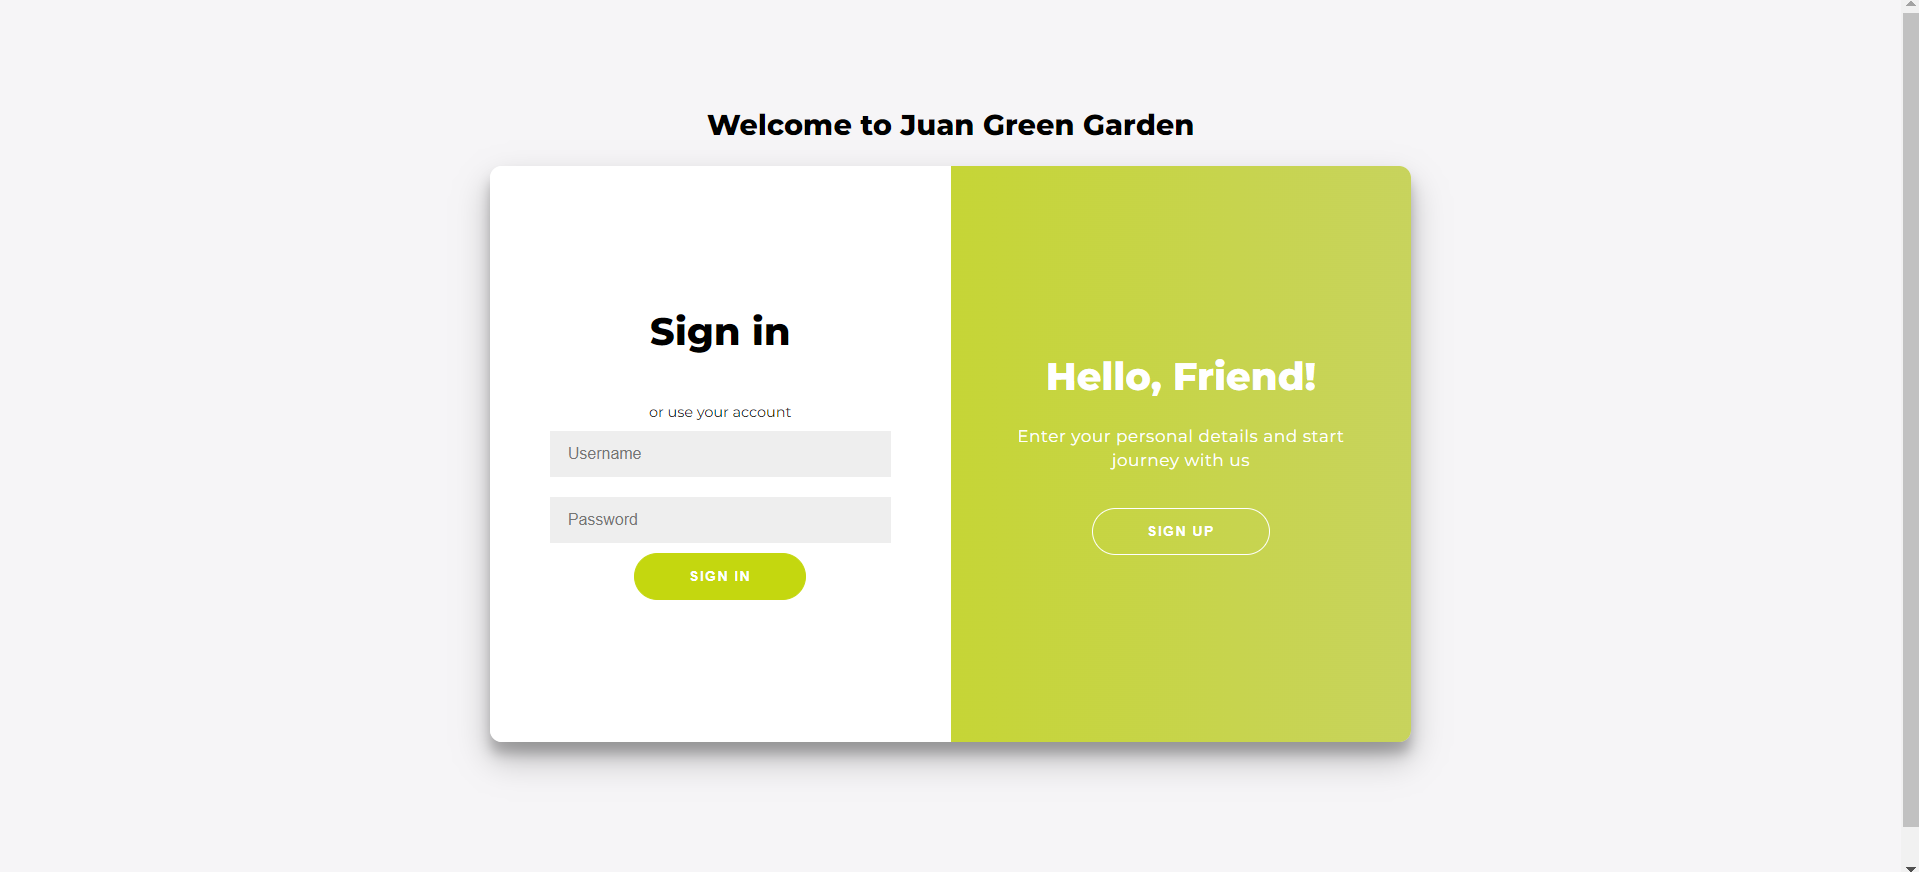 Welcome to Juan Green Garden
Sign in
or use your account
Username
Password
SIGN IN
Hello, Friend!
Enter your personal details and start
journey with us
SIGN UP